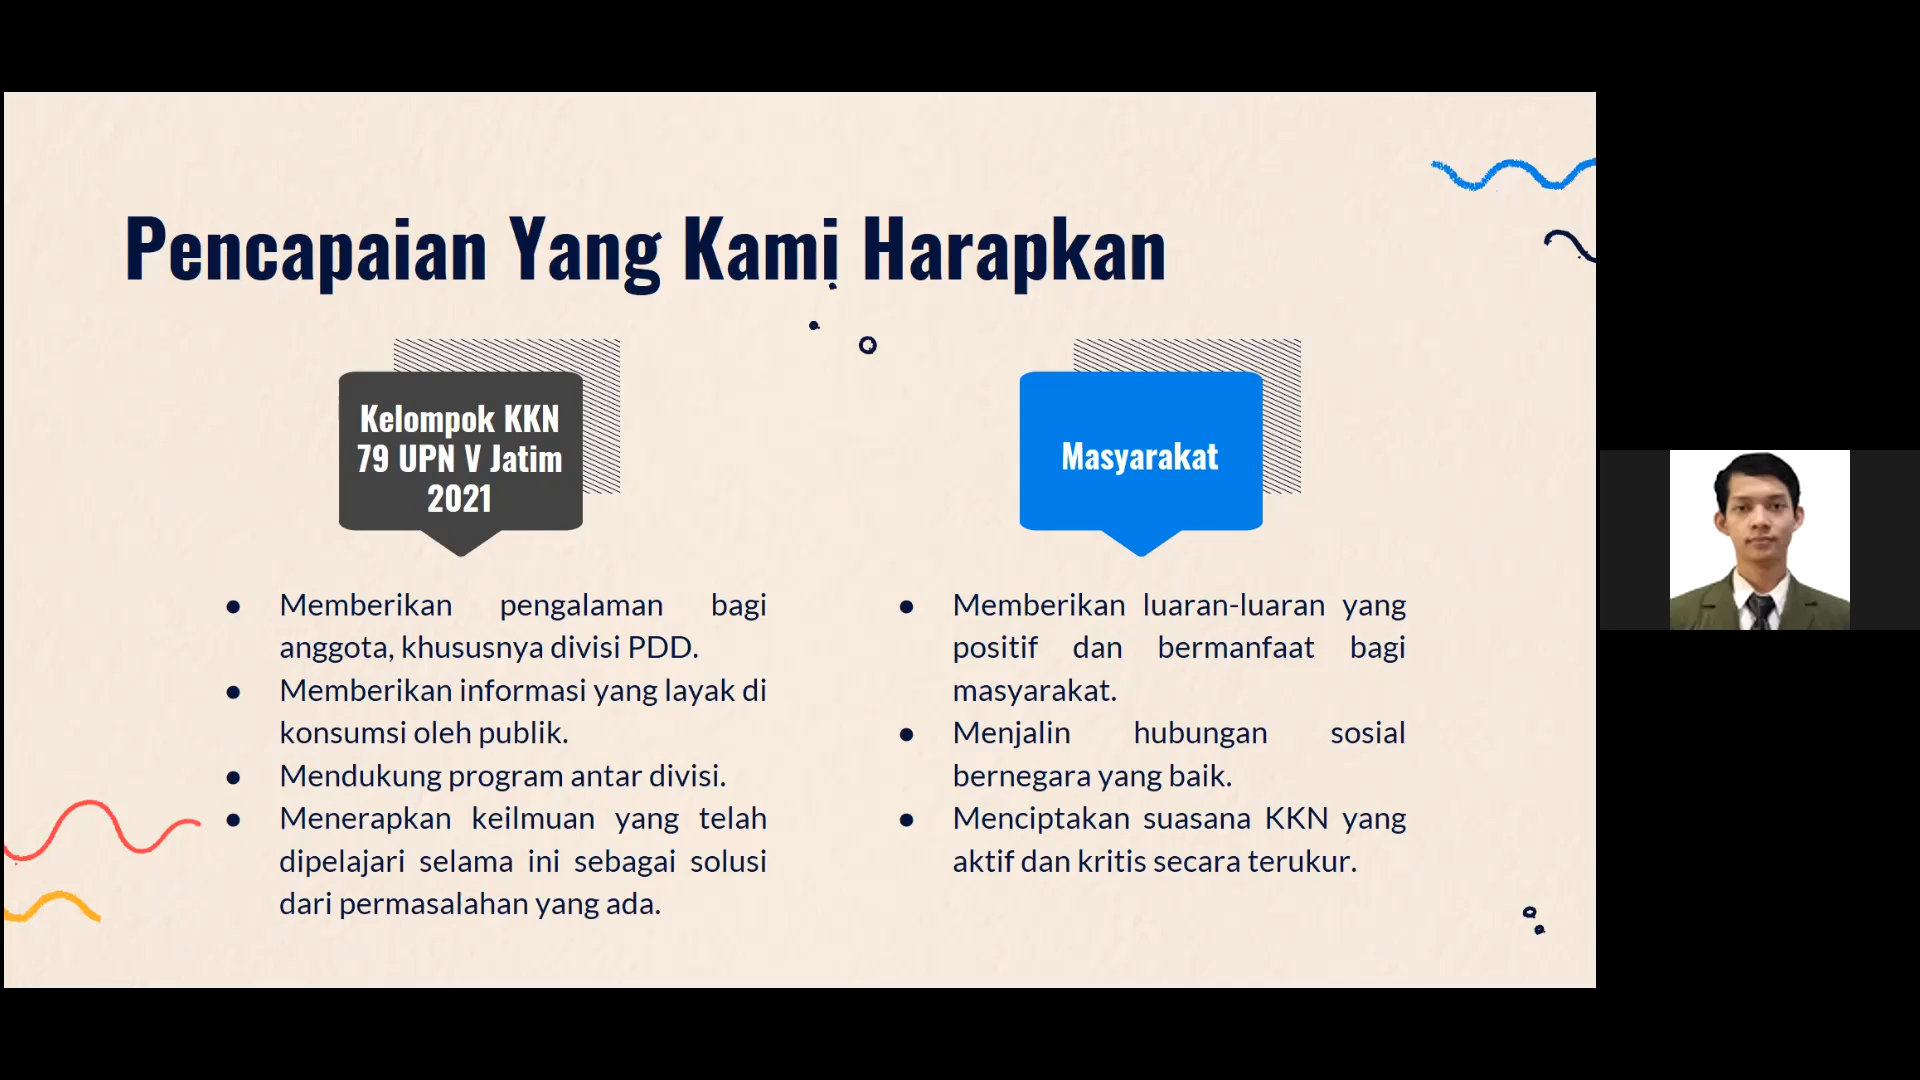 Pencapaian Yang Kami Harapkan
Kelompok KKN
79 UPN V Jatim
2021
Memberikan pengalaman bagi
anggota, khususnya divisi PDD.
Memberikan informasi yang layak di
konsumsi oleh publik.
Mendukung program antar divisi.
Menerapkan keilmuan yang telah
dipelajari selama ini sebagai solusi
dari permasalahan yang ada.
Masyarakat
Memberikan luaran-luaran yang
positif dan bermanfaat bagi
masyarakat.
Menjalin hubungan sosial
bernegara yang baik.
Menciptakan suasana KKN yang
aktif dan kritis secara terukur.